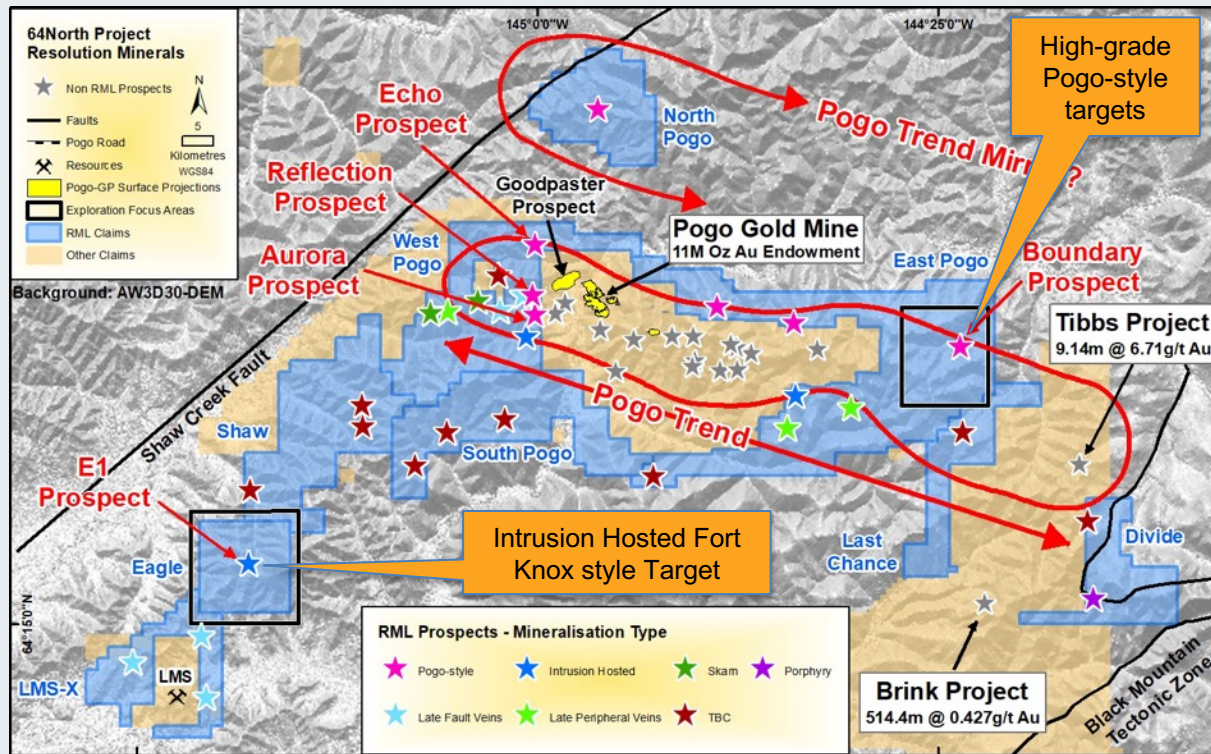 64North Project
Resolution Minerals
Non RML Prospects
Faults
Pogo Road
Resources
Pogo-GP Surface Projections
Exploration Focus Areas
RML Claims
Other Claims
N
5
Kilometres
WGS84
Background: AW3D30-DEM
145°0'0"W
144°25'0"W
64°15'0"N
High-grade
Pogo-style
targets
Echo
Prospect
Reflection
Prospect
Aurora
Prospect
North
Pogo
Pogo Trend Mirror?
Goodpaster
Prospect
West
Pogo
Pogo Gold Mine
11M Oz Au Endowment
East Pogo
Boundary
Prospect
Tibbs Project
9.14m @ 6.71g/t Au
Shaw Creek Fault
Pogo Trend
Shaw
South Pogo
E1
Prospect
Eagle
Intrusion Hosted Fort
Knox style Target
Last
Chance
Divide
LMS-X
LMS
Brink Project
514.4m @ 0.427g/t Au
Black Mountain
Tectonic Zone
RML Prospects - Mineralisation Type
Pogo-style
Intrusion Hosted
Skarn
Porphyry
Late Fault Veins
Late Peripheral Veins
TBC